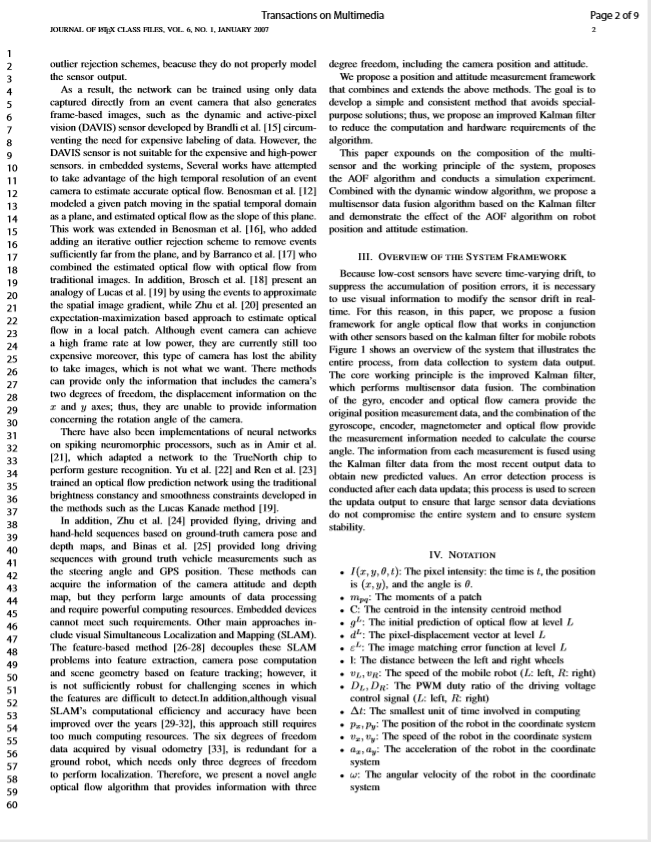 Transactions on Multimedia
Page 2 of 9
JOURNAL OF LATEX CLASS FILES, VOL. 6, NO. 1, JANUARY 2007
2
1
2
3
4
5
6
7
8
9
10
11
12
13
14
15
16
17
18
19
20
21
22
23
24
25
26
27
28
29
30
31
32
33
34
35
36
37
38
39
40
41
42
43
44
45
46
47
48
49
50
51
52
53
54
55
56
57
58
59
60
outlier rejection schemes, beacuse they do not properly model
the sensor output.
As a result, the network can be trained using only data
captured directly from an event camera that also generates
frame-based images, such as the dynamic and active-pixel
vision (DAVIS) sensor developed by Brandli et al. [15] circum-
venting the need for expensive labeling of data. However, the
DAVIS sensor is not suitable for the expensive and high-power
sensors. in embedded systems, Several works have attempted
to take advantage of the high temporal resolution of an event
camera to estimate accurate optical flow. Benosman et al. [12]
modeled a given patch moving in the spatial temporal domain
as a plane, and estimated optical flow as the slope of this plane.
This work was extended in Benosman et al. [16], who added
adding an iterative outlier rejection scheme to remove events
sufficiently far from the plane, and by Barranco et al. [17] who
combined the estimated optical flow with optical flow from
traditional images. In addition, Brosch et al. [18] present an
analogy of Lucas et al. [19] by using the events to approximate
the spatial image gradient, while Zhu et al. [20] presented an
expectation-maximization based approach to estimate optical
flow in a local patch. Although event camera can achieve
a high frame rate at low power, they are currently still too
expensive moreover, this type of camera has lost the ability
to take images, which is not what we want. There methods
can provide only the information that includes the camera's
two degrees of freedom, the displacement information on the
x and y axes; thus, they are unable to provide information
concerning the rotation angle of the camera.
There have also been implementations of neural networks
on spiking neuromorphic processors, such as in Amir et al.
[21], which adapted a network to the TrueNorth chip to
perform gesture recognition. Yu et al. [22] and Ren et al. [23]
trained an optical flow prediction network using the traditional
brightness constancy and smoothness constraints developed in
the methods such as the Lucas Kanade method [19].
In addition, Zhu et al. [24] provided flying, driving and
hand-held sequences based on ground-truth camera pose and
depth maps, and Binas et al. [25] provided long driving
sequences with ground truth vehicle measurements such as
the steering angle and GPS position. These methods can
acquire the information of the camera attitude and depth
map, but they perform large amounts of data processing
and require powerful computing resources. Embedded devices
cannot meet such requirements. Other main approaches in-
clude visual Simultaneous Localization and Mapping (SLAM).
The feature-based method [26-28] decouples these SLAM
problems into feature extraction, camera pose computation
and scene geometry based on feature tracking; however, it
is not sufficiently robust for challenging scenes in which
the features are difficult to detect.In addition,although visual
SLAM's computational efficiency and accuracy have been
improved over the years [29-32], this approach still requires
too much computing resources. The six degrees of freedom
data acquired by visual odometry [33], is redundant for a
ground robot, which needs only three degrees of freedom
to perform localization. Therefore, we present a novel angle
optical flow algorithm that provides information with three
degree freedom, including the camera position and attitude.
We propose a position and attitude measurement framework
that combines and extends the above methods. The goal is to
develop a simple and consistent method that avoids special-
purpose solutions; thus, we propose an improved Kalman filter
to reduce the computation and hardware requirements of the
algorithm.
This paper expounds on the composition of the multi-
sensor and the working principle of the system, proposes
the AOF algorithm and conducts a simulation experiment.
Combined with the dynamic window algorithm, we propose a
multisensor data fusion algorithm based on the Kalman filter
and demonstrate the effect of the AOF algorithm on robot
position and attitude estimation.
III. OVERVIEW OF THE SYSTEM FRAMEWORK
Because low-cost sensors have severe time-varying drift, to
suppress the accumulation of position errors, it is necessary
to use visual information to modify the sensor drift in real-
time. For this reason, in this paper, we propose a fusion
framework for angle optical flow that works in conjunction
with other sensors based on the kalman filter for mobile robots
Figure 1 shows an overview of the system that illustrates the
entire process, from data collection to system data output.
The core working principle is the improved Kalman filter,
which performs multisensor data fusion. The combination
of the gyro, encoder and optical flow camera provide the
original position measurement data, and the combination of the
gyroscope, encoder, magnetometer and optical flow provide
the measurement information needed to calculate the course
angle. The information from each measurement is fused using
the Kalman filter data from the most recent output data to
obtain new predicted values. An error detection process is
conducted after each data updata; this process is used to screen
the updata output to ensure that large sensor data deviations
do not compromise the entire system and to ensure system
stability.
IV. NOTATION
• I(x, y, θ, t): The pixel intensity: the time is t, the position
is (x, y), and the angle is θ.
• m_pq: The moments of a patch
• C: The centroid in the intensity centroid method
• g^L: The initial prediction of optical flow at level L
• d^L: The pixel-displacement vector at level L
• ε^L: The image matching error function at level L
• l: The distance between the left and right wheels
• v_L, v_R: The speed of the mobile robot (L: left, R: right)
• D_L, D_R: The PWM duty ratio of the driving voltage
control signal (L: left, R: right)
• Δt: The smallest unit of time involved in computing
• p_x, p_y: The position of the robot in the coordinate system
• v_x, v_y: The speed of the robot in the coordinate system
• a_x, a_y: The acceleration of the robot in the coordinate
system
• ω: The angular velocity of the robot in the coordinate
system